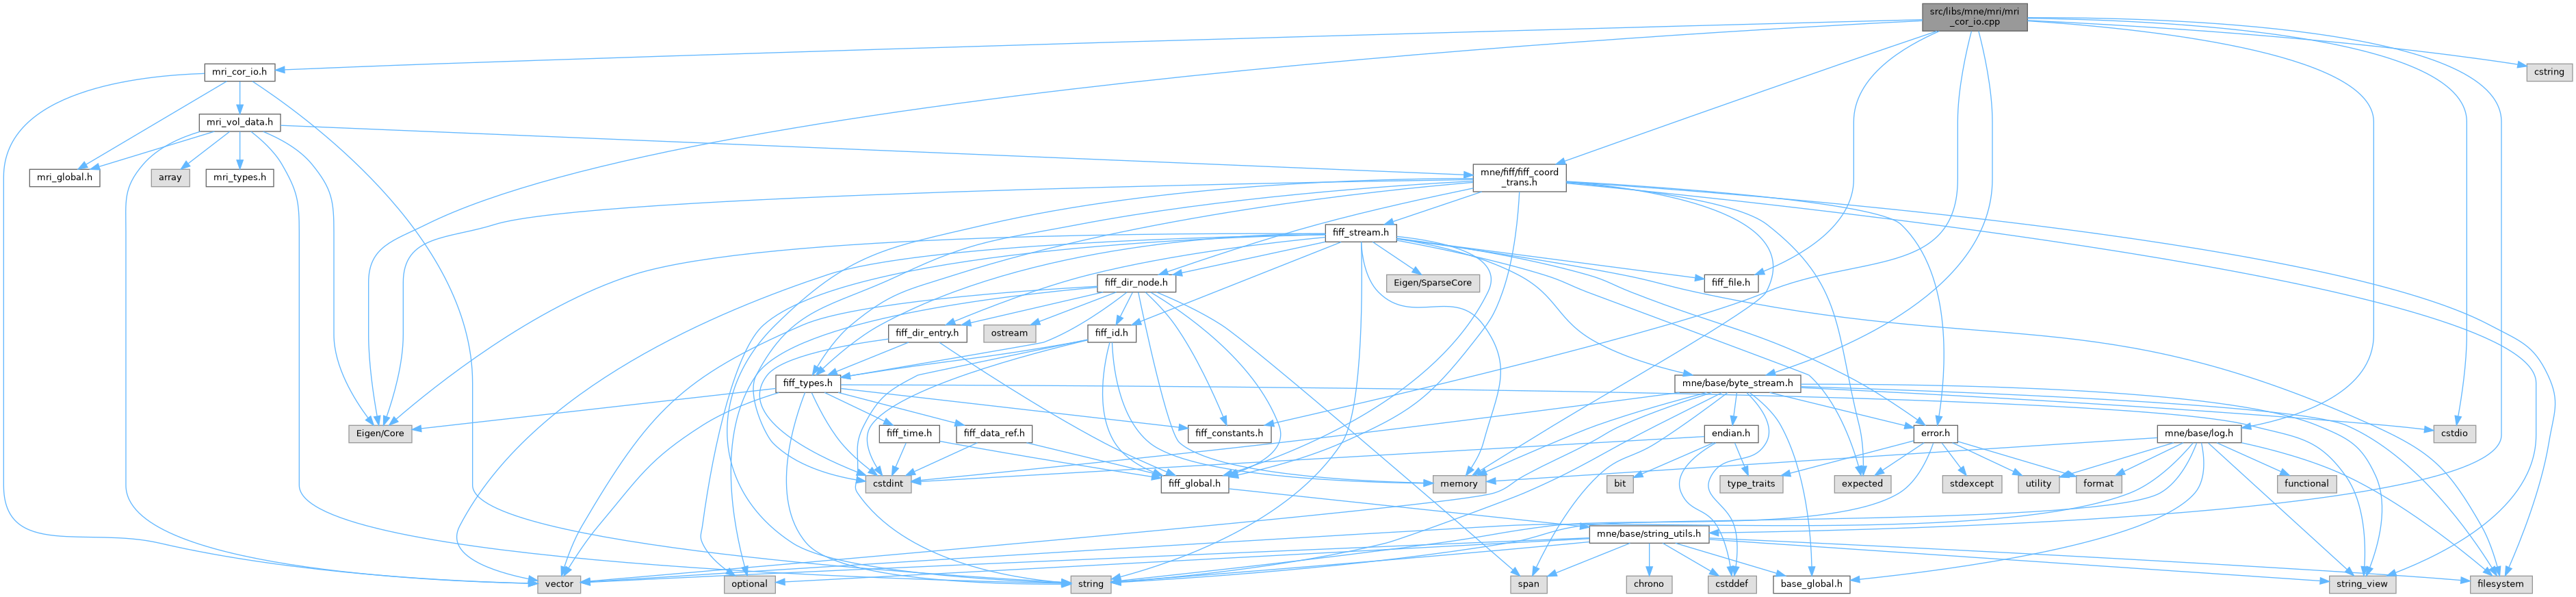 src/libs/mne/mri/mri
_cor_io.cpp
mri_cor_io.h
cstring
mri_vol_data.h
mri_global.h
array
mri_types.h
mne/fiff/fiff_coord
_trans.h
fiff_stream.h
fiff_dir_node.h
Eigen/SparseCore
fiff_file.h
fiff_dir_entry.h
ostream
fiff_id.h
fiff_types.h
mne/base/byte_stream.h
Eigen/Core
fiff_time.h
fiff_data_ref.h
fiff_constants.h
endian.h
error.h
mne/base/log.h
cstdio
cstdint
fiff_global.h
memory
bit
type_traits
expected
stdexcept
utility
format
functional
mne/base/string_utils.h
vector
optional
string
span
chrono
cstddef
base_global.h
string_view
filesystem